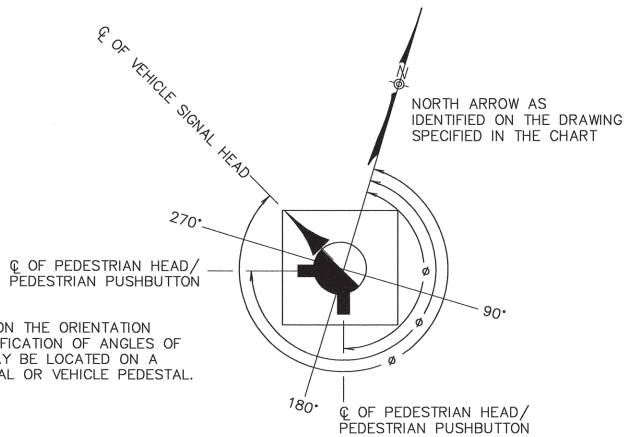 ℄ OF VEHICLE SIGNAL HEAD
N
NORTH ARROW AS
IDENTIFIED ON THE DRAWING
SPECIFIED IN THE CHART
270°
℄ OF PEDESTRIAN HEAD/
PEDESTRIAN PUSHBUTTON
ø
90°
ø
ø
ON THE ORIENTATION
IFICATION OF ANGLES OF
AY BE LOCATED ON A
AL OR VEHICLE PEDESTAL.
180°
℄ OF PEDESTRIAN HEAD/
PEDESTRIAN PUSHBUTTON